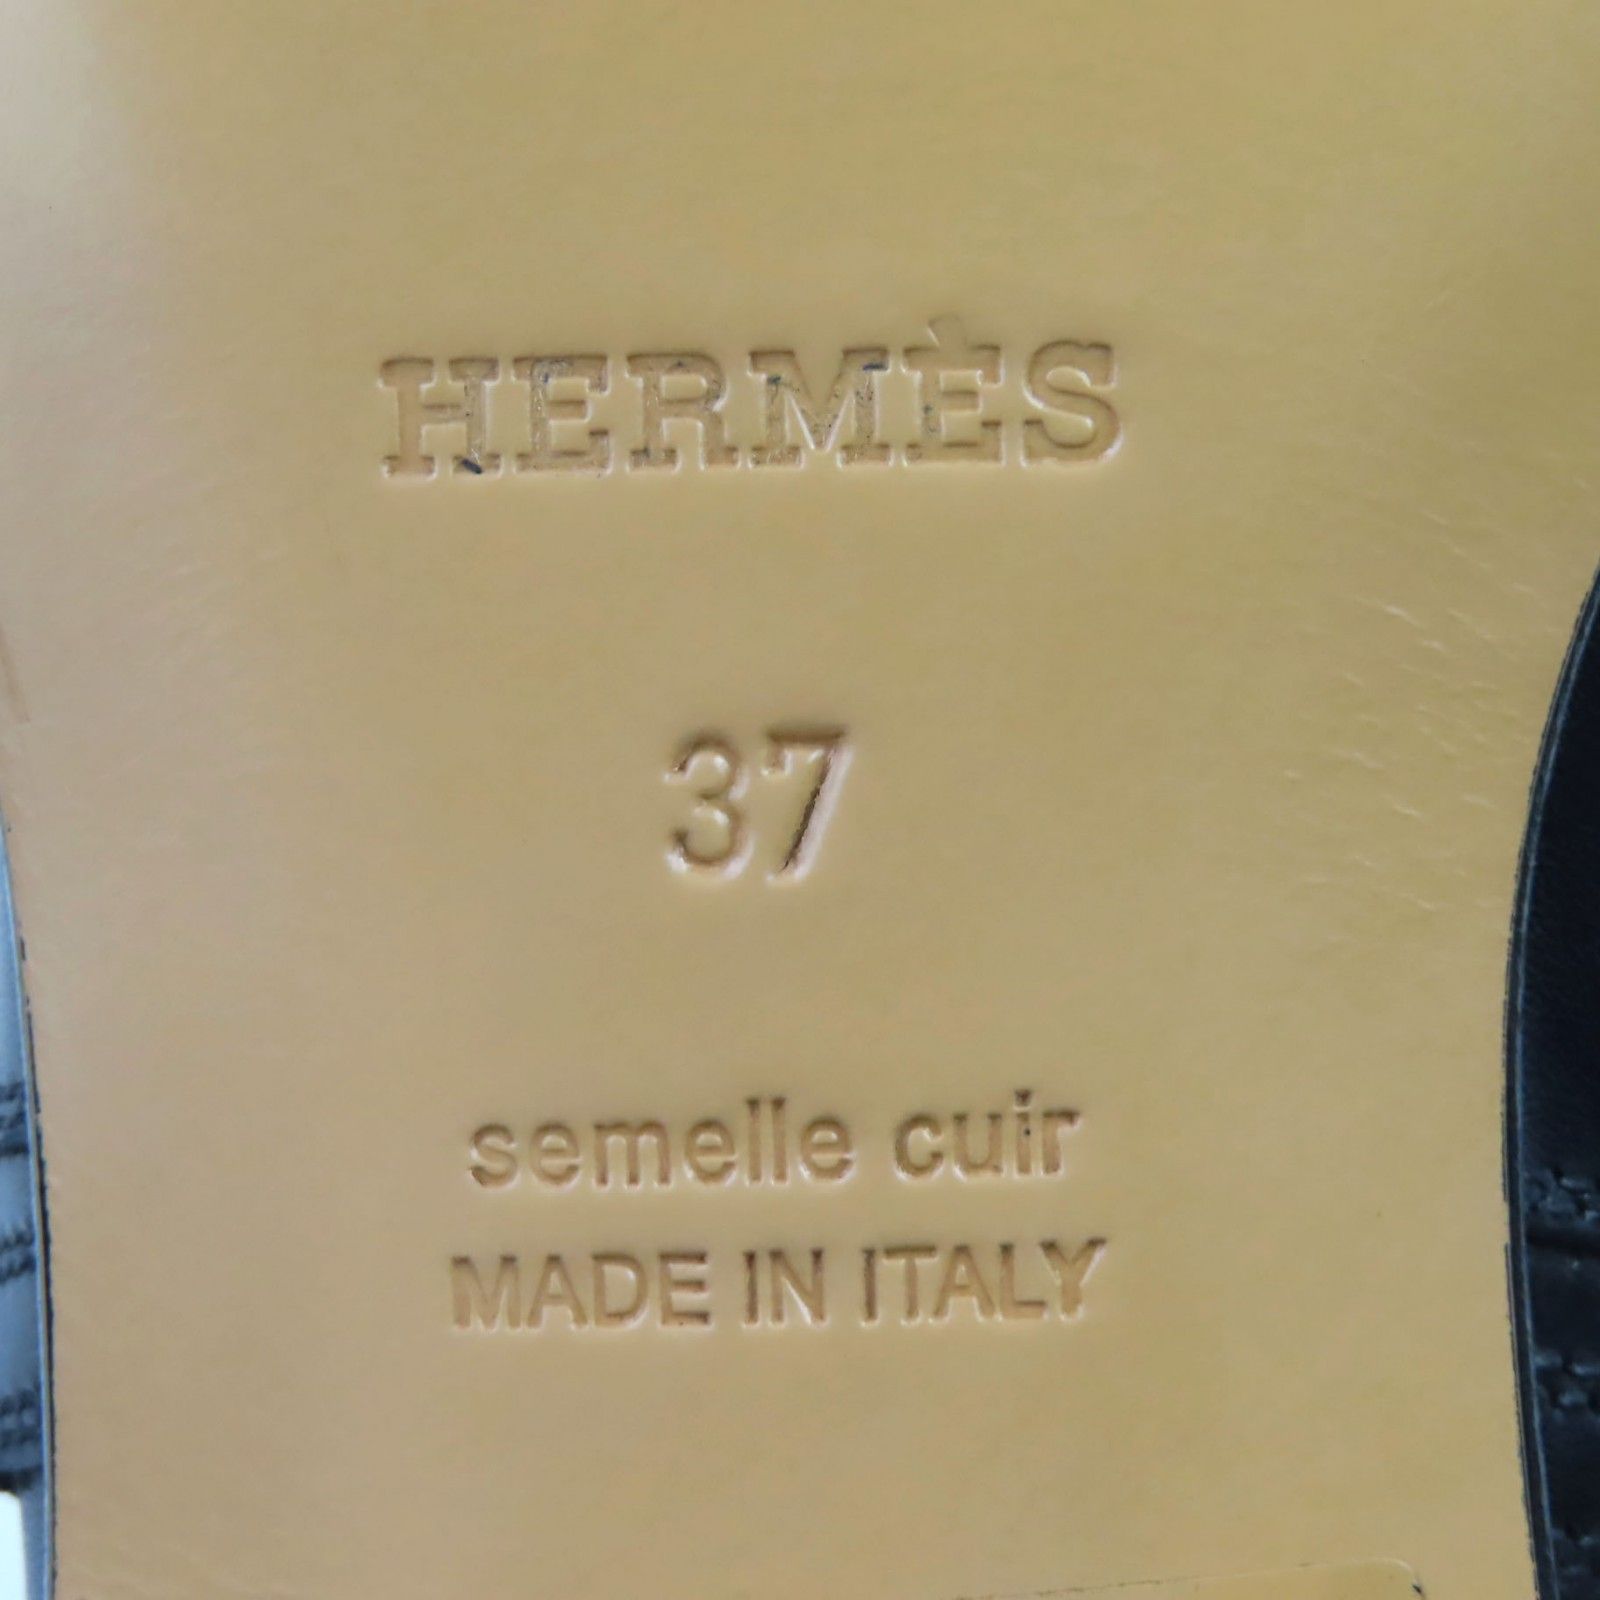 HERMÈS
37
semelle cuir
MADE IN ITALY